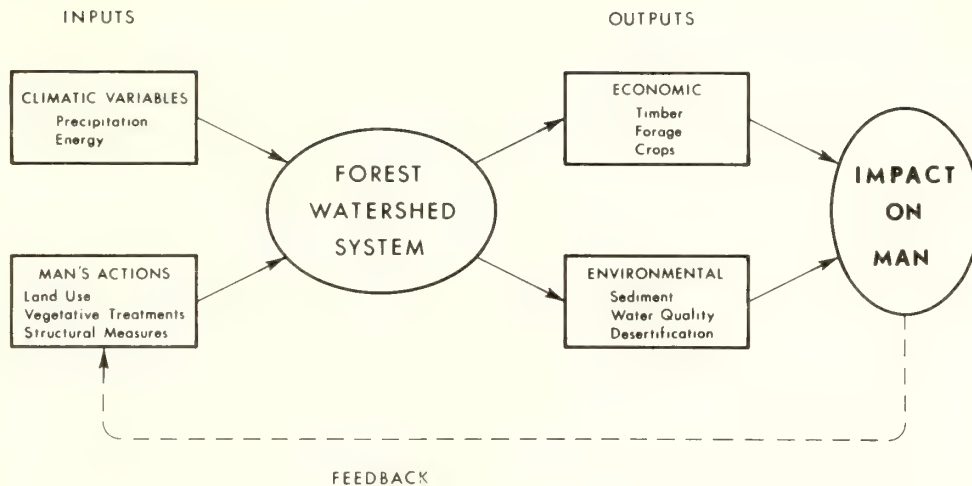 INPUTS
OUTPUTS
CLIMATIC VARIABLES
Precipitation
Energy
MAN'S ACTIONS
Land Use
Vegetative Treatments
Structural Measures
FOREST
WATERSHED
SYSTEM
ECONOMIC
Timber
Forage
Crops
ENVIRONMENTAL
Sediment
Water Quality
Desertification
IMPACT
ON
MAN
FEEDBACK